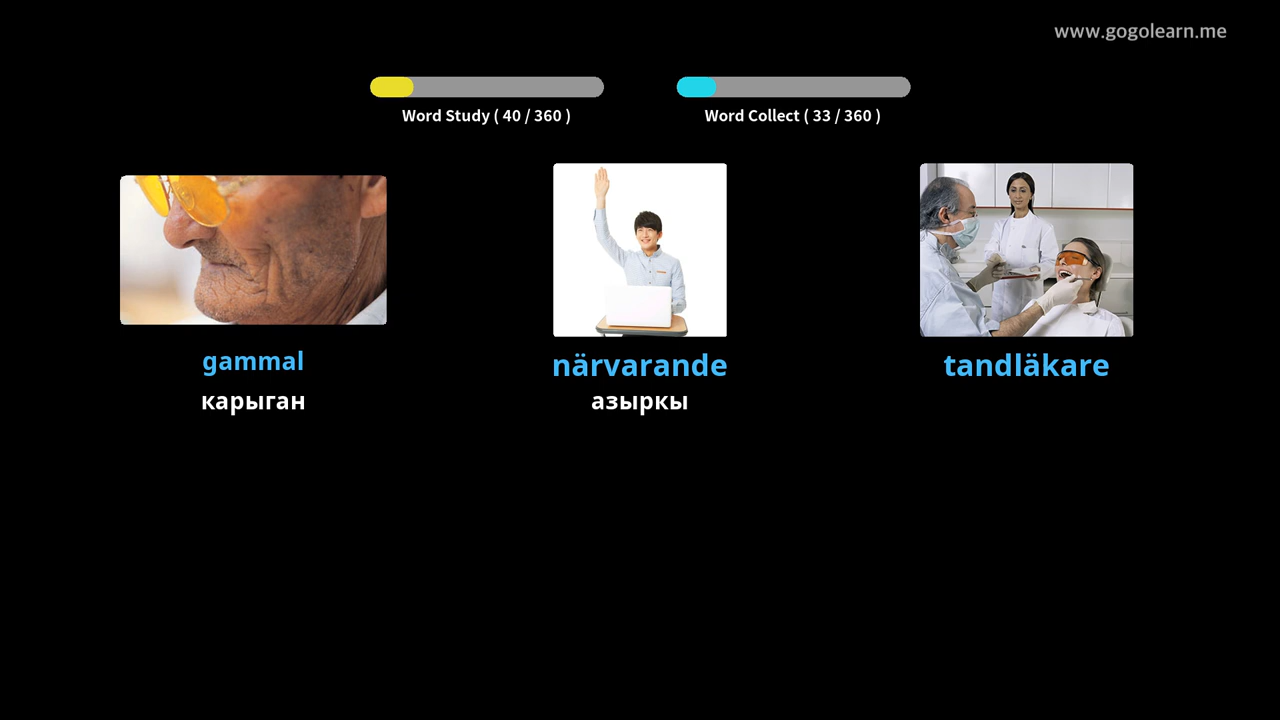 www.gogolearn.me
Word Study ( 40 / 360 )
Word Collect ( 33 / 360 )
gammal
närvarande
tandläkare
карыган
азыркы